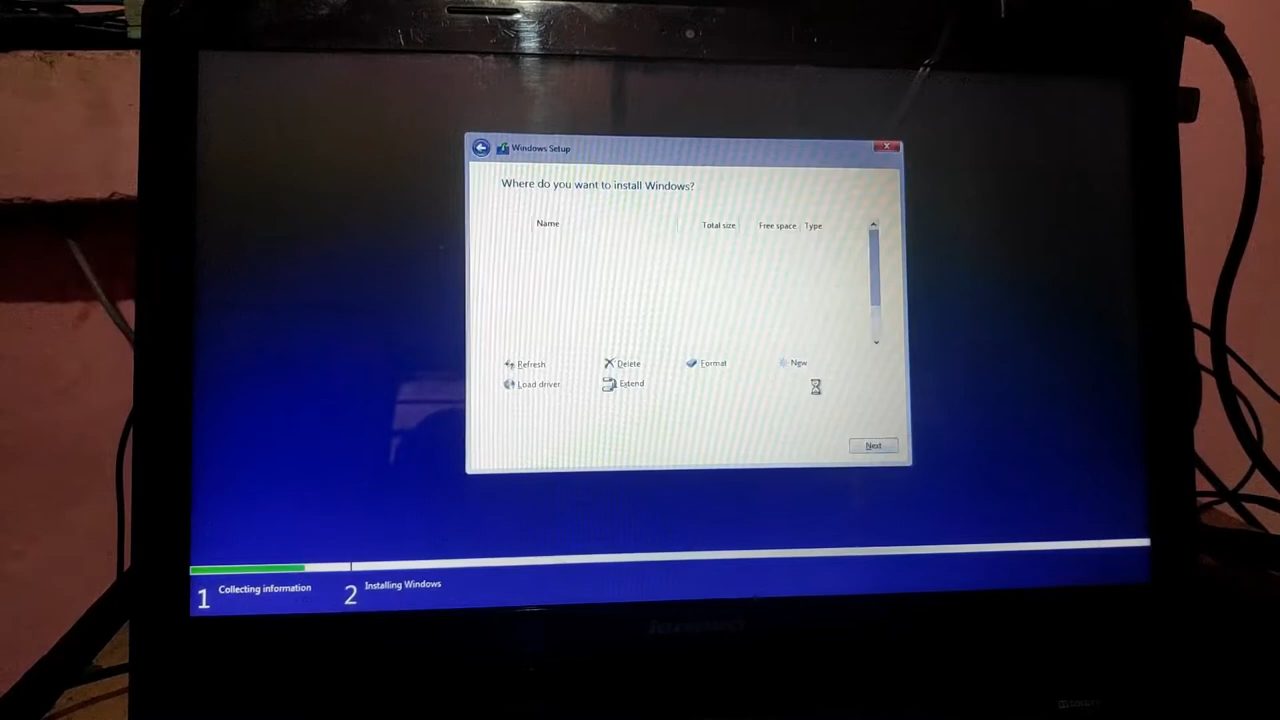 Windows Setup
Where do you want to install Windows?
Name Total size Free space Type
Refresh Delete Format New
Load driver Extend
Next
1 Collecting information 2 Installing Windows
lenovo